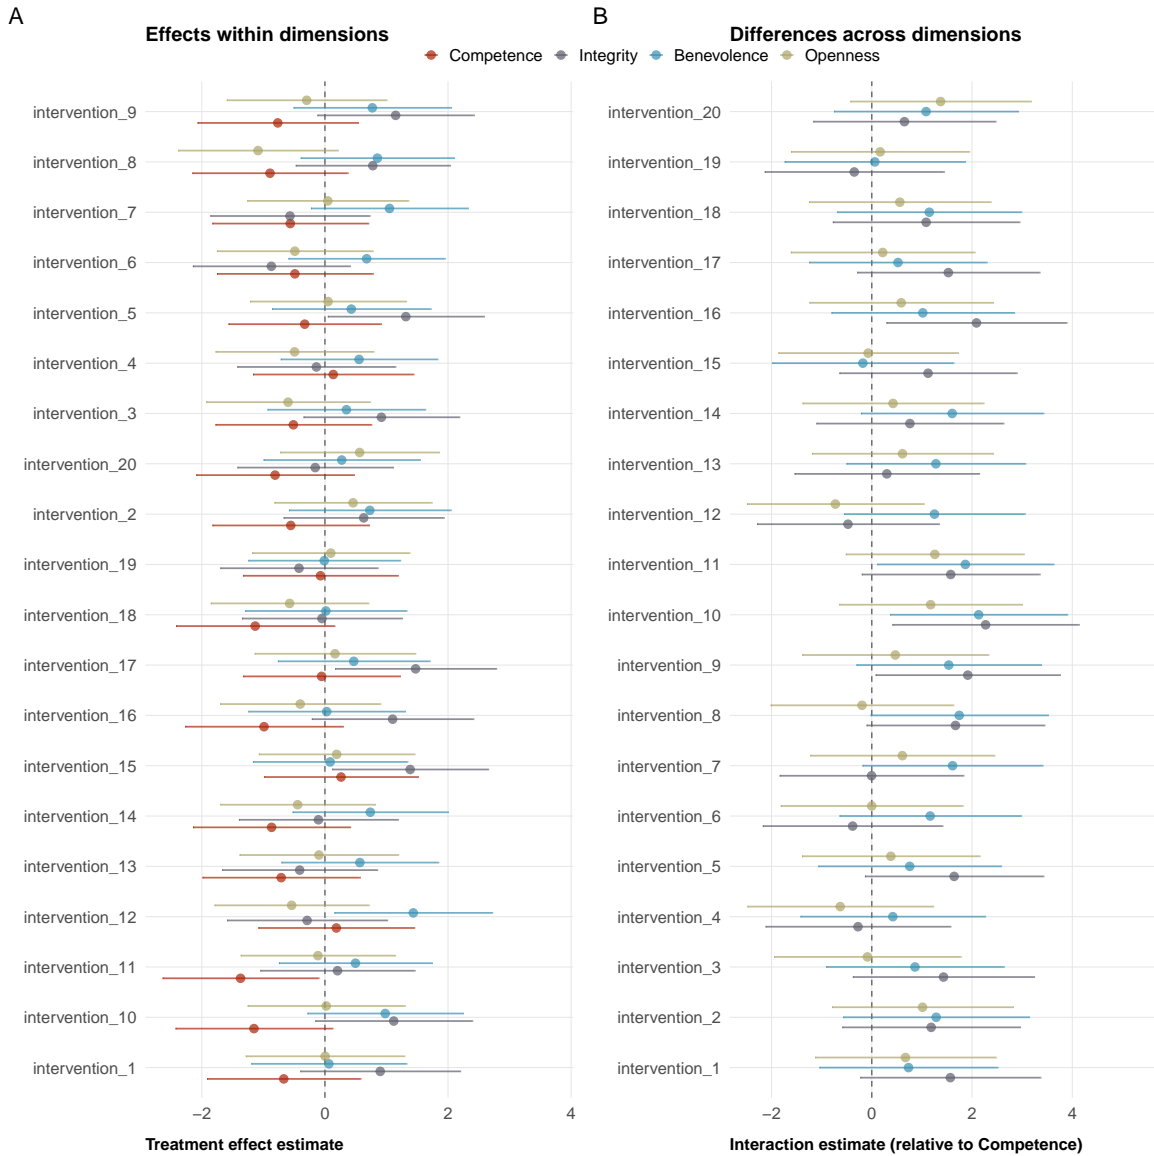 A
B
Effects within dimensions
Differences across dimensions
Competence Integrity Benevolence Openness
intervention_9
intervention_8
intervention_7
intervention_6
intervention_5
intervention_4
intervention_3
intervention_20
intervention_2
intervention_19
intervention_18
intervention_17
intervention_16
intervention_15
intervention_14
intervention_13
intervention_12
intervention_11
intervention_10
intervention_1
−2 0 2 4
Treatment effect estimate
intervention_20
intervention_19
intervention_18
intervention_17
intervention_16
intervention_15
intervention_14
intervention_13
intervention_12
intervention_11
intervention_10
intervention_9
intervention_8
intervention_7
intervention_6
intervention_5
intervention_4
intervention_3
intervention_2
intervention_1
−2 0 2 4
Interaction estimate (relative to Competence)